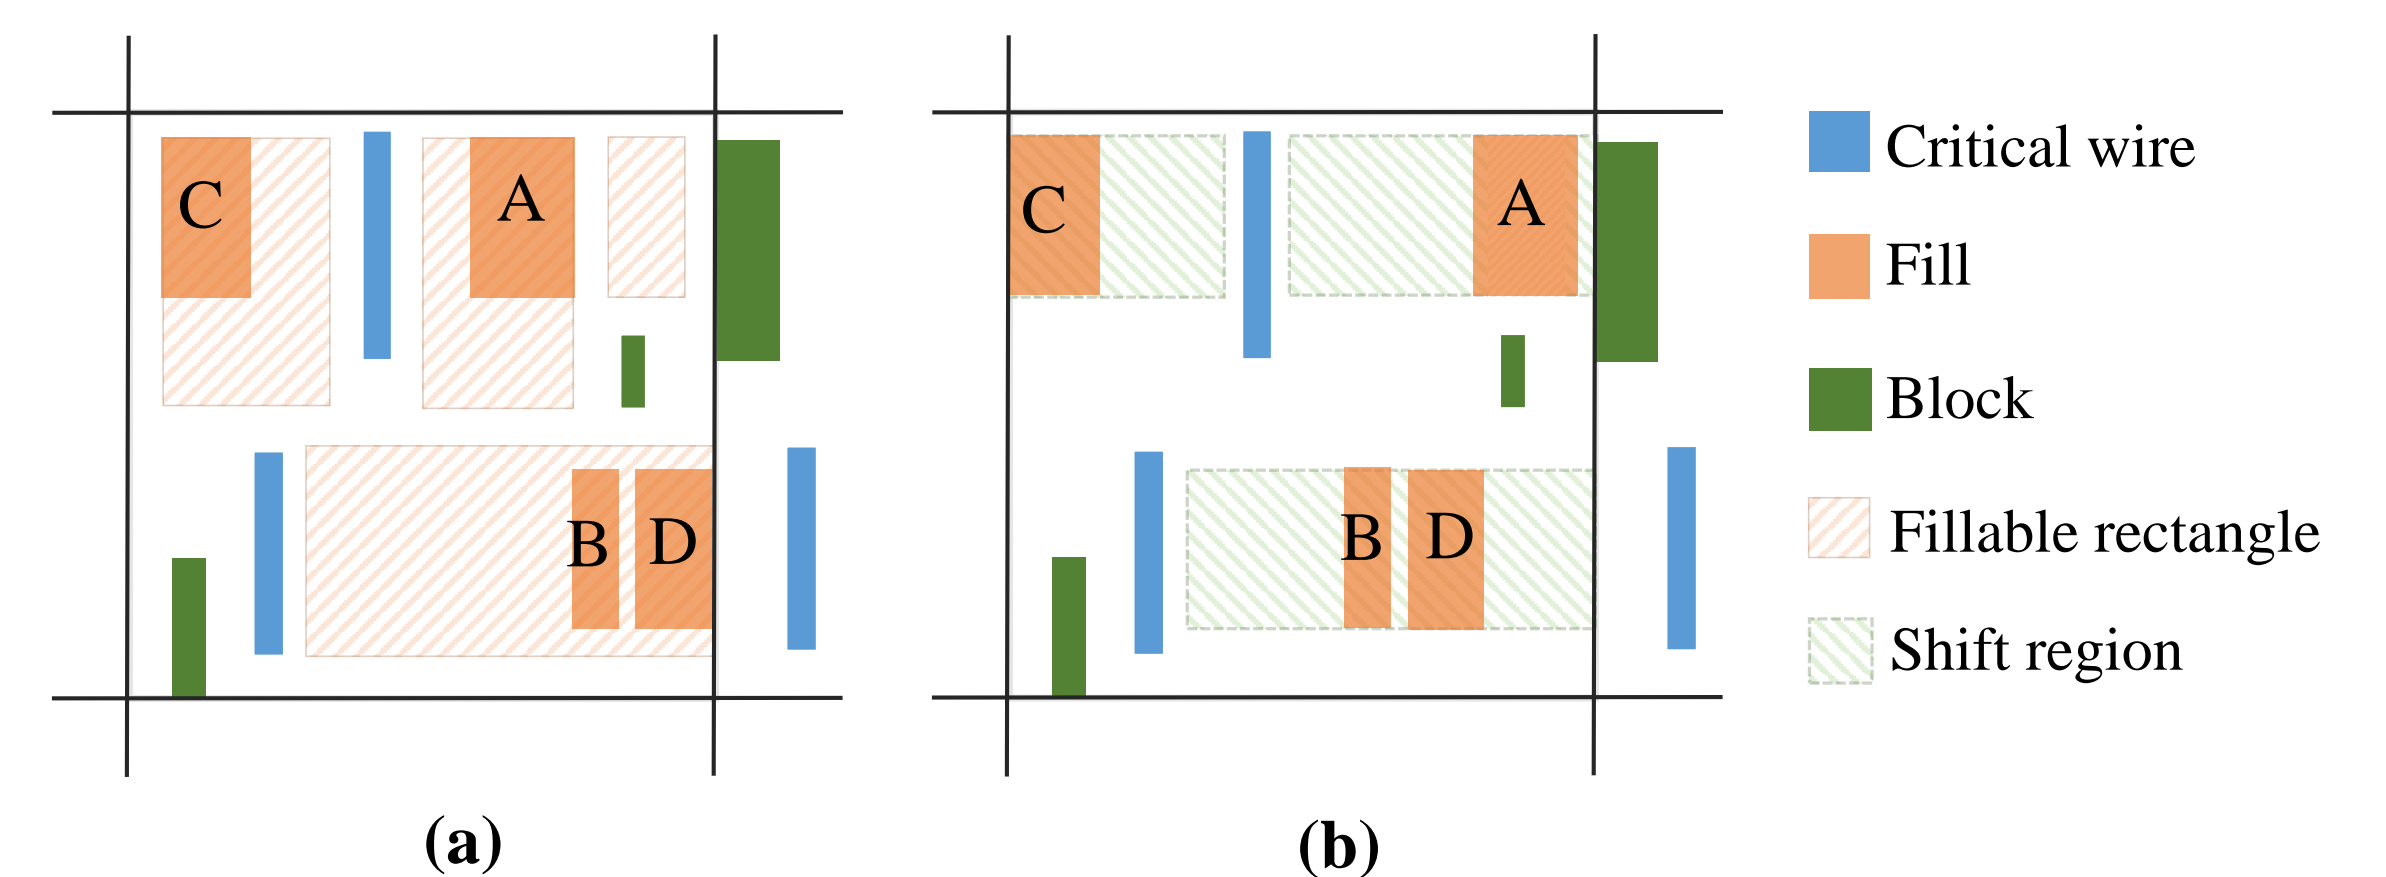 C
A
B
D
(a)
C
A
B
D
(b)
Critical wire
Fill
Block
Fillable rectangle
Shift region